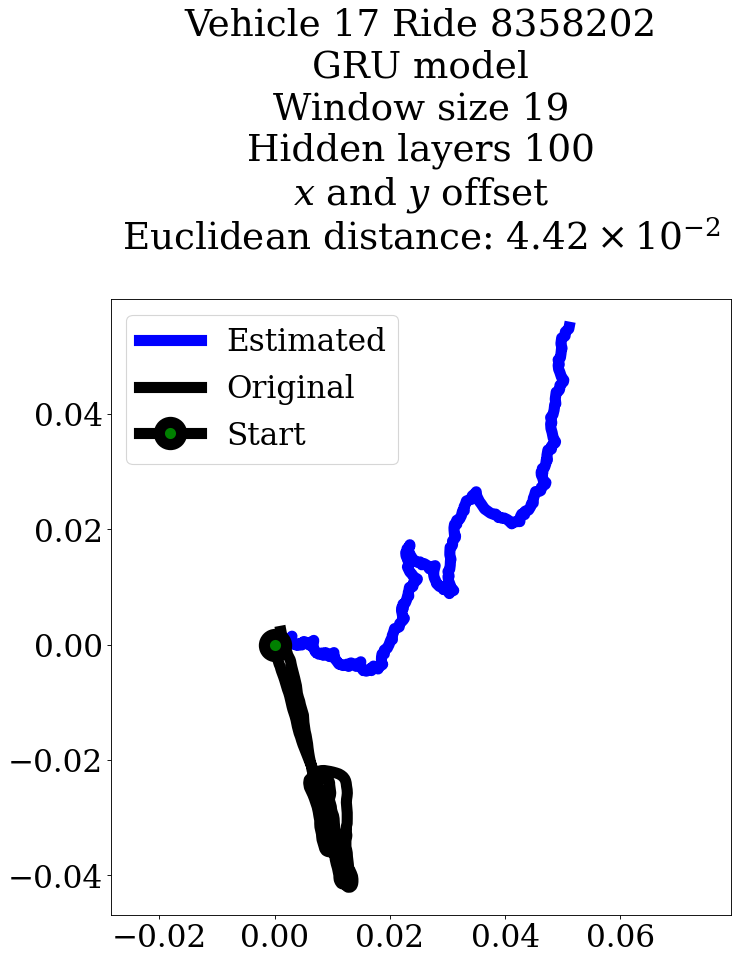 Vehicle 17 Ride 8358202
GRU model
Window size 19
Hidden layers 100
x and y offset
Euclidean distance: 4.42 × 10⁻²
Estimated
Original
Start
0.04
0.02
0.00
−0.02
−0.04
−0.02 0.00 0.02 0.04 0.06